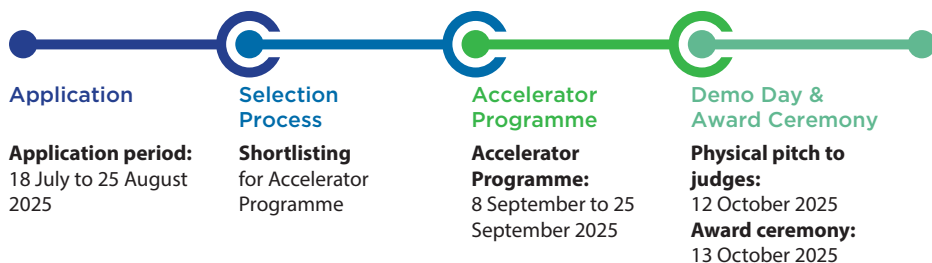 Application
Application period:
18 July to 25 August
2025
Selection
Process
Shortlisting
for Accelerator
Programme
Accelerator
Programme
Accelerator
Programme:
8 September to 25
September 2025
Demo Day &
Award Ceremony
Physical pitch to
judges:
12 October 2025
Award ceremony:
13 October 2025